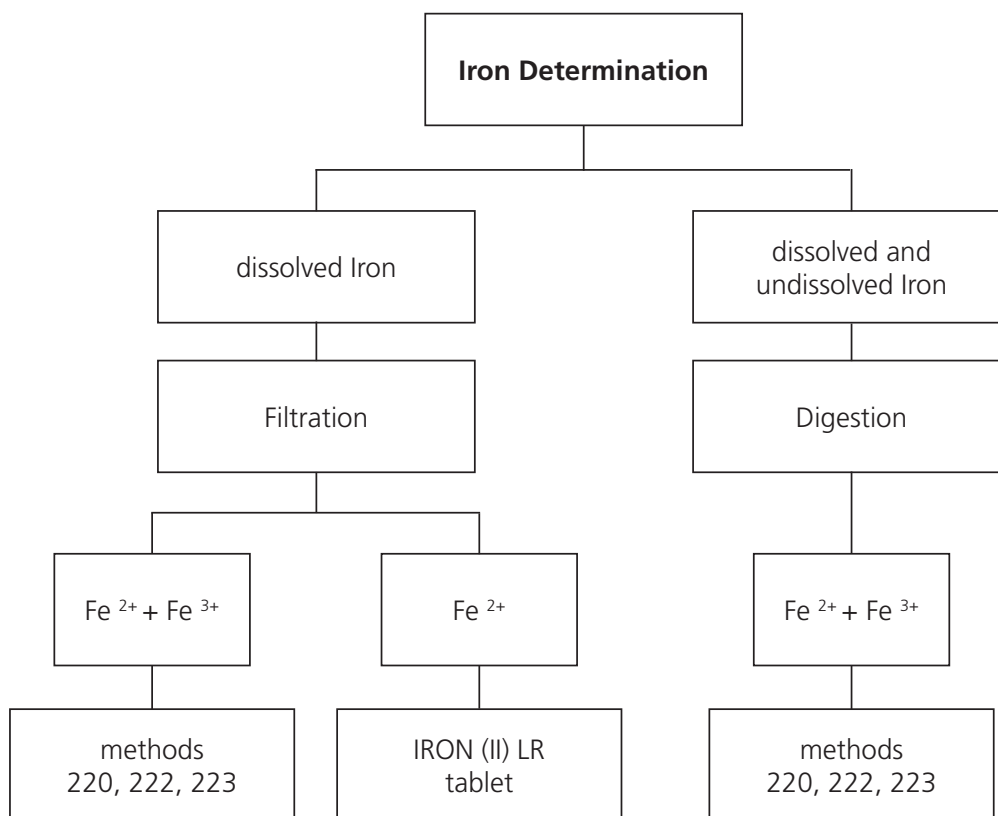 Iron Determination
dissolved Iron
dissolved and
undissolved Iron
Filtration
Digestion
Fe 2+ + Fe 3+
Fe 2+
Fe 2+ + Fe 3+
methods
220, 222, 223
IRON (II) LR
tablet
methods
220, 222, 223